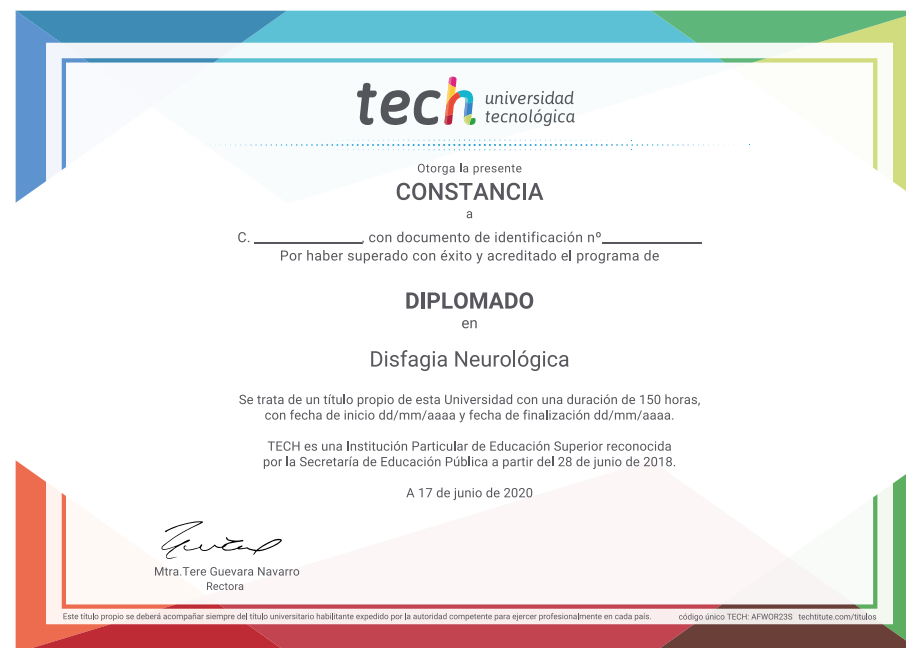 tech universidad
tecnológica
Otorga la presente
CONSTANCIA
a
C. ______________, con documento de identificación nº_____________
Por haber superado con éxito y acreditado el programa de
DIPLOMADO
en
Disfagia Neurológica
Se trata de un título propio de esta Universidad con una duración de 150 horas,
con fecha de inicio dd/mm/aaaa y fecha de finalización dd/mm/aaaa.
TECH es una Institución Particular de Educación Superior reconocida
por la Secretaría de Educación Pública a partir del 28 de junio de 2018.
A 17 de junio de 2020
Mtra.Tere Guevara Navarro
Rectora
Este título propio se deberá acompañar siempre del título universitario habilitante expedido por la autoridad competente para ejercer profesionalmente en cada país. código único TECH: AFWOR23S techtitute.com/titulos